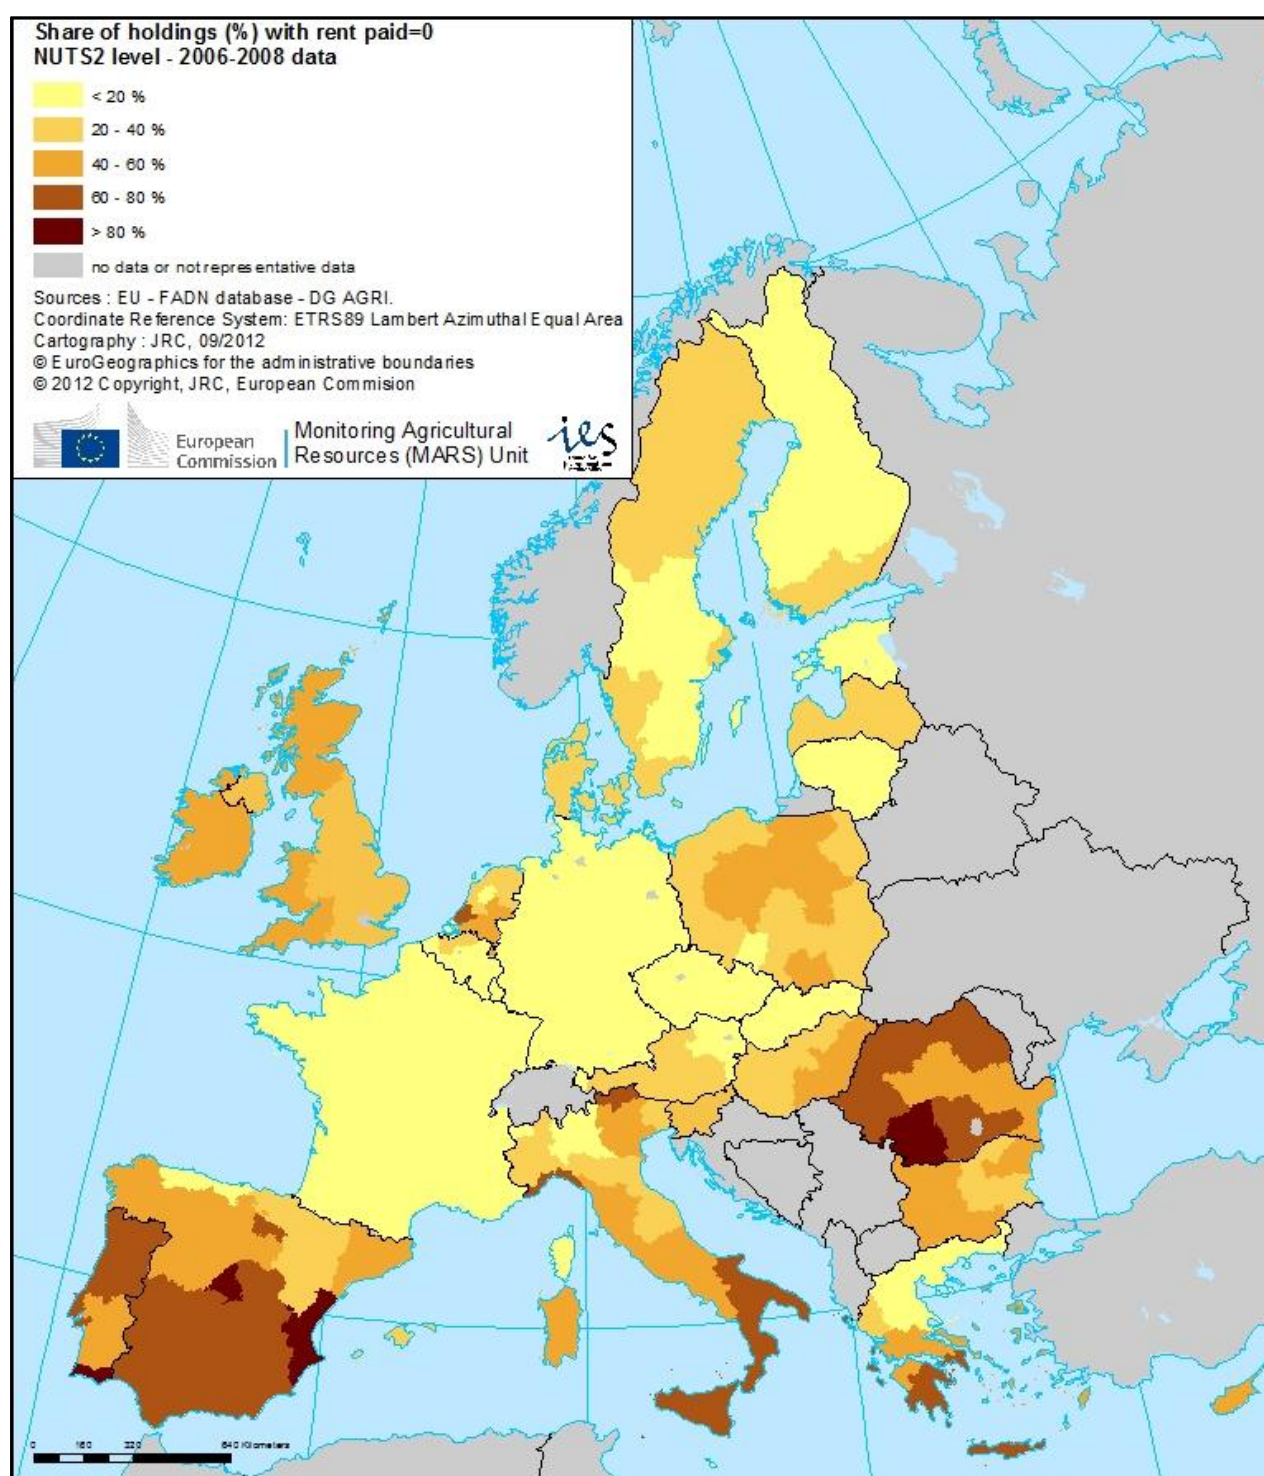 Share of holdings (%) with rent paid=0
NUTS2 level - 2006-2008 data
< 20 %
20 - 40 %
40 - 60 %
60 - 80 %
> 80 %
no data or not representative data
Sources : EU - FADN database - DG AGRI.
Coordinate Reference System: ETRS89 Lambert Azimuthal Equal Area
Cartography : JRC, 09/2012
© EuroGeographics for the administrative boundaries
© 2012 Copyright, JRC, European Commision
European
Commission
Monitoring Agricultural
Resources (MARS) Unit
ies
0 160 320 640 Kilometers